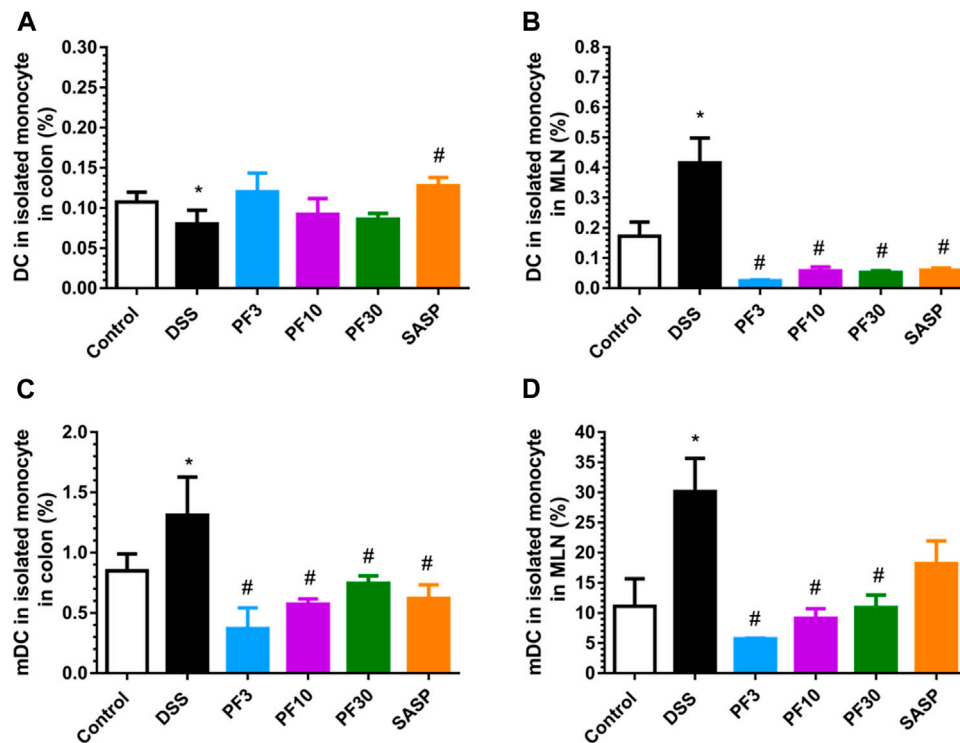 A
DC in isolated monocyte
in colon (%)
0.30
0.25
0.20
0.15
0.10
0.05
0.00
*
#
Control
DSS
PF3
PF10
PF30
SASP
B
DC in isolated monocyte
in MLN (%)
0.8
0.7
0.6
0.5
0.4
0.3
0.2
0.1
0.0
*
#
#
#
#
Control
DSS
PF3
PF10
PF30
SASP
C
mDC in isolated monocyte
in colon (%)
2.0
1.5
1.0
0.5
0.0
*
#
#
#
#
Control
DSS
PF3
PF10
PF30
SASP
D
mDC in isolated monocyte
in MLN (%)
40
35
30
25
20
15
10
5
0
*
#
#
#
Control
DSS
PF3
PF10
PF30
SASP